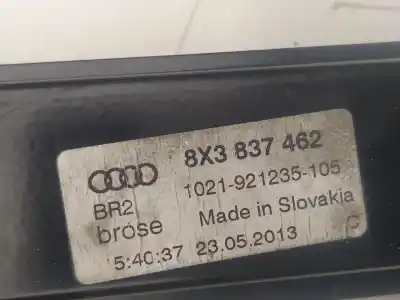 8X3 837 462
1021-921235-105
BR2
brose
Made in Slovakia
5:40:37 23.05.2013
C